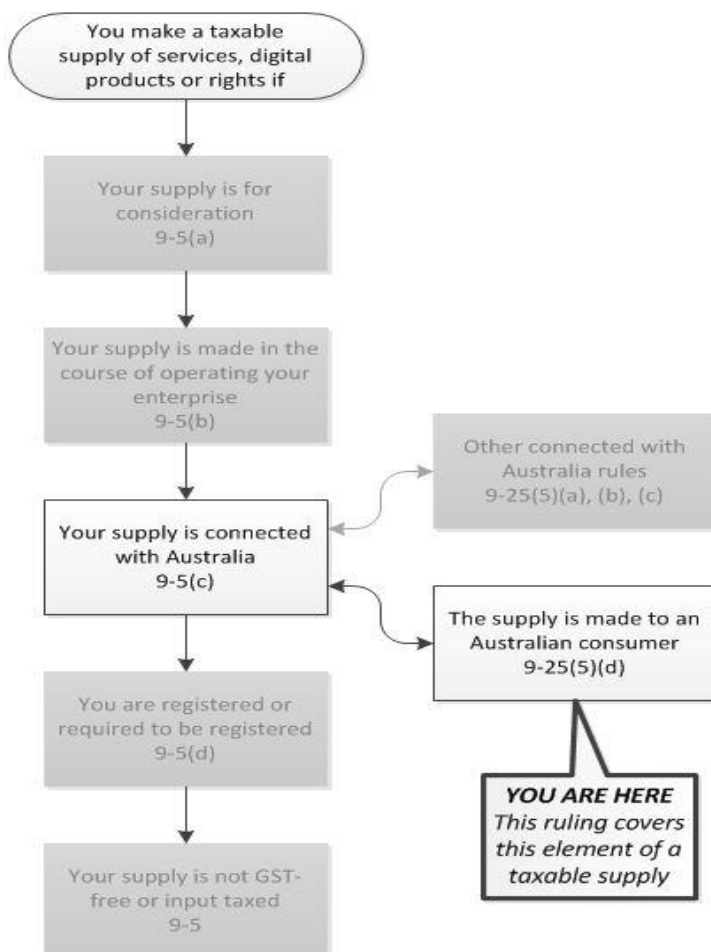 You make a taxable
supply of services, digital
products or rights if
Your supply is for
consideration
9-5(a)
Your supply is made in the
course of operating your
enterprise
9-5(b)
Other connected with
Australia rules
9-25(5)(a), (b), (c)
Your supply is connected
with Australia
9-5(c)
The supply is made to an
Australian consumer
9-25(5)(d)
You are registered or
required to be registered
9-5(d)
YOU ARE HERE
This ruling covers
this element of a
taxable supply
Your supply is not GST-
free or input taxed
9-5